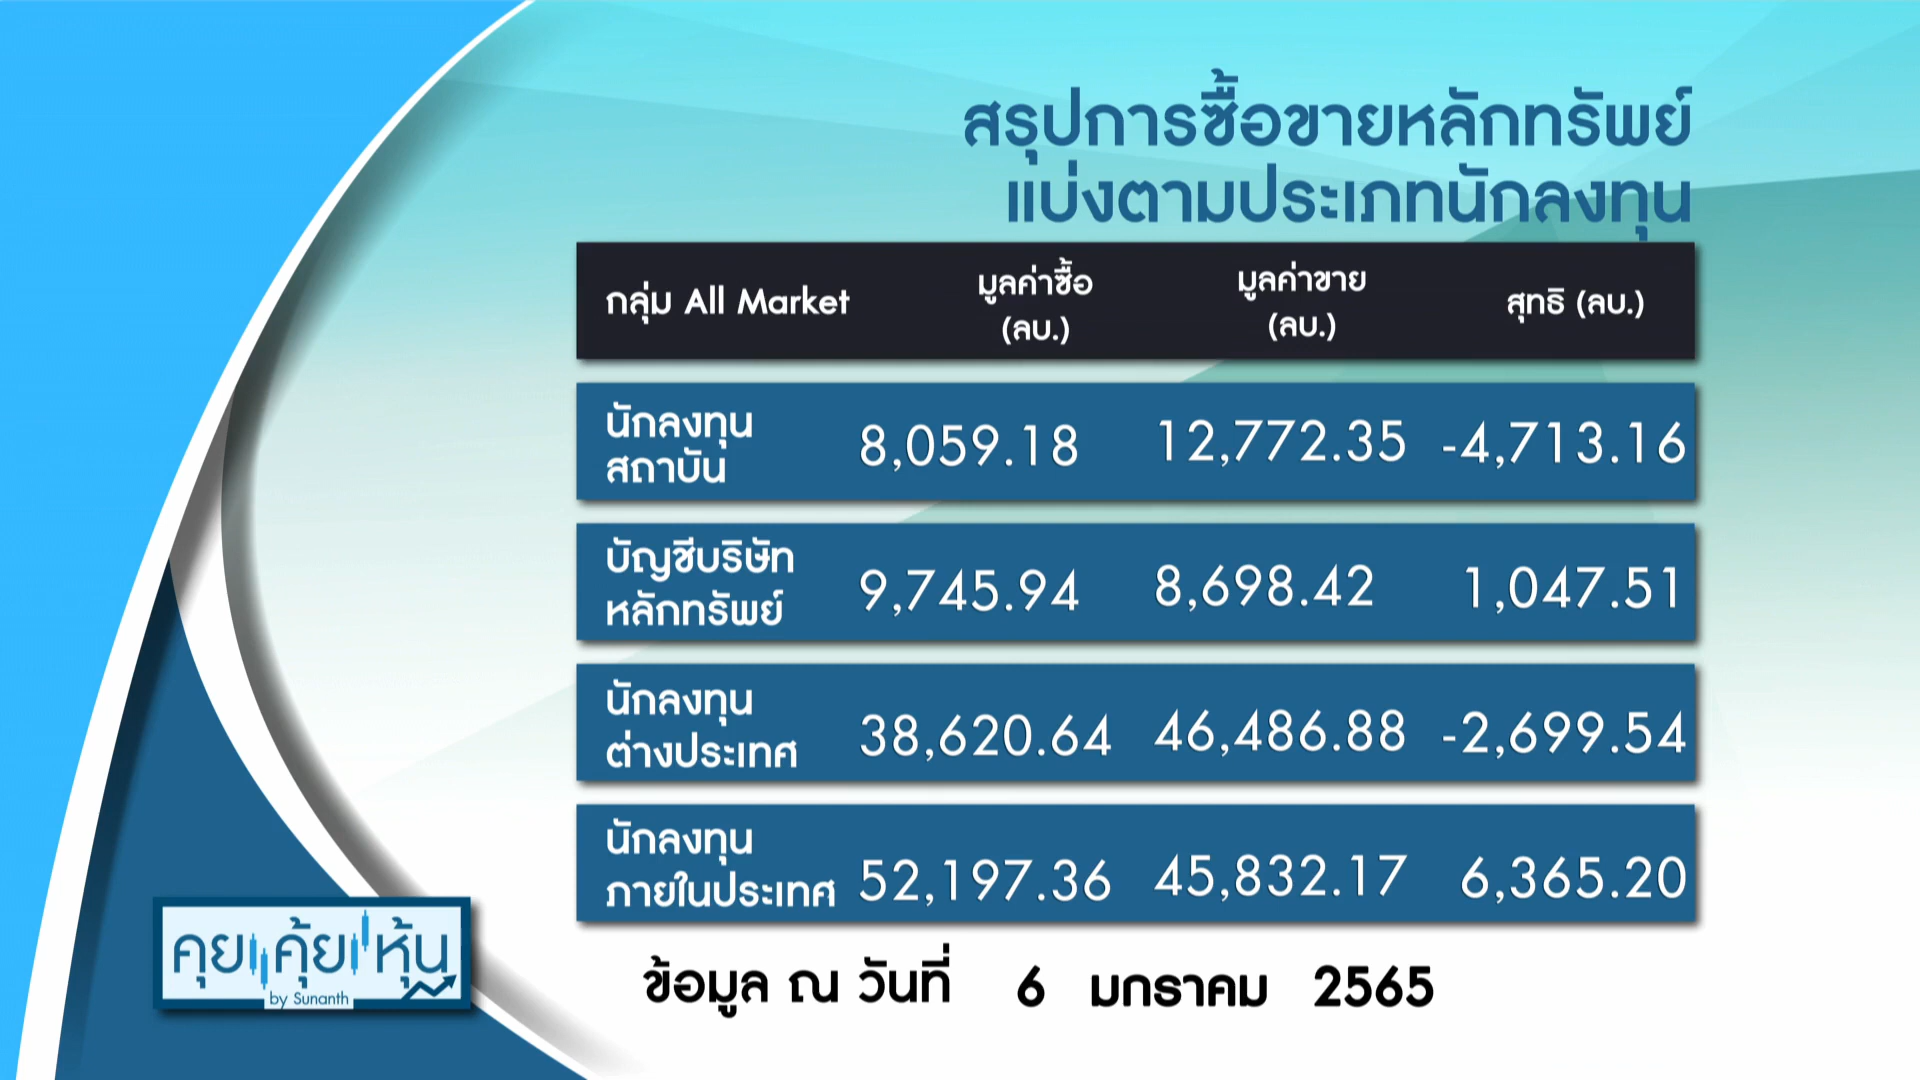 สรุปการซื้อขายหลักทรัพย์
แบ่งตามประเภทนักลงทุน
กลุ่ม All Market มูลค่าซื้อ (ลบ.) มูลค่าขาย (ลบ.) สุทธิ (ลบ.)
นักลงทุน
สถาบัน 8,059.18 12,772.35 -4,713.16
บัญชีบริษัท
หลักทรัพย์ 9,745.94 8,698.42 1,047.51
นักลงทุน
ต่างประเทศ 38,620.64 46,486.88 -2,699.54
นักลงทุน
ภายในประเทศ 52,197.36 45,832.17 6,365.20
ข้อมูล ณ วันที่ 6 มกราคม 2565
คุยคุ้ยหุ้น
by Sunanth